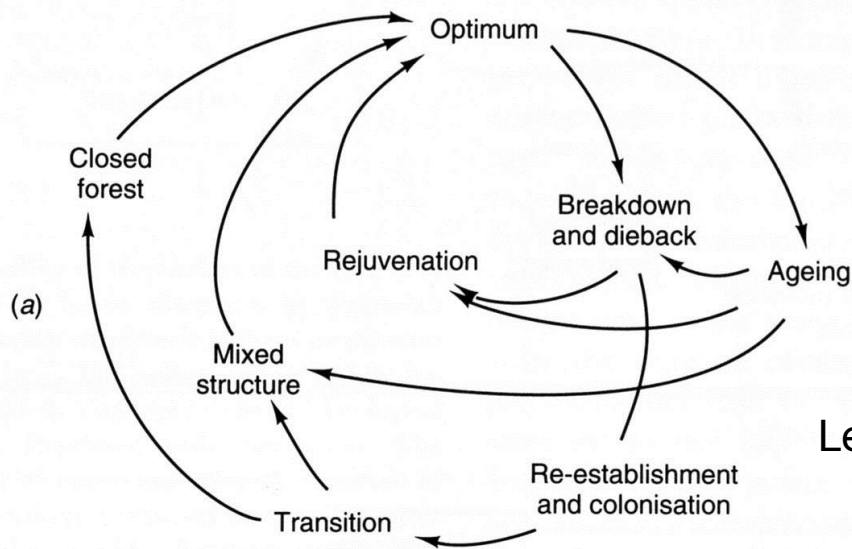 Optimum
Closed
forest
Breakdown
and dieback
Rejuvenation
Ageing
(a)
Mixed
structure
Le
Re-establishment
and colonisation
Transition